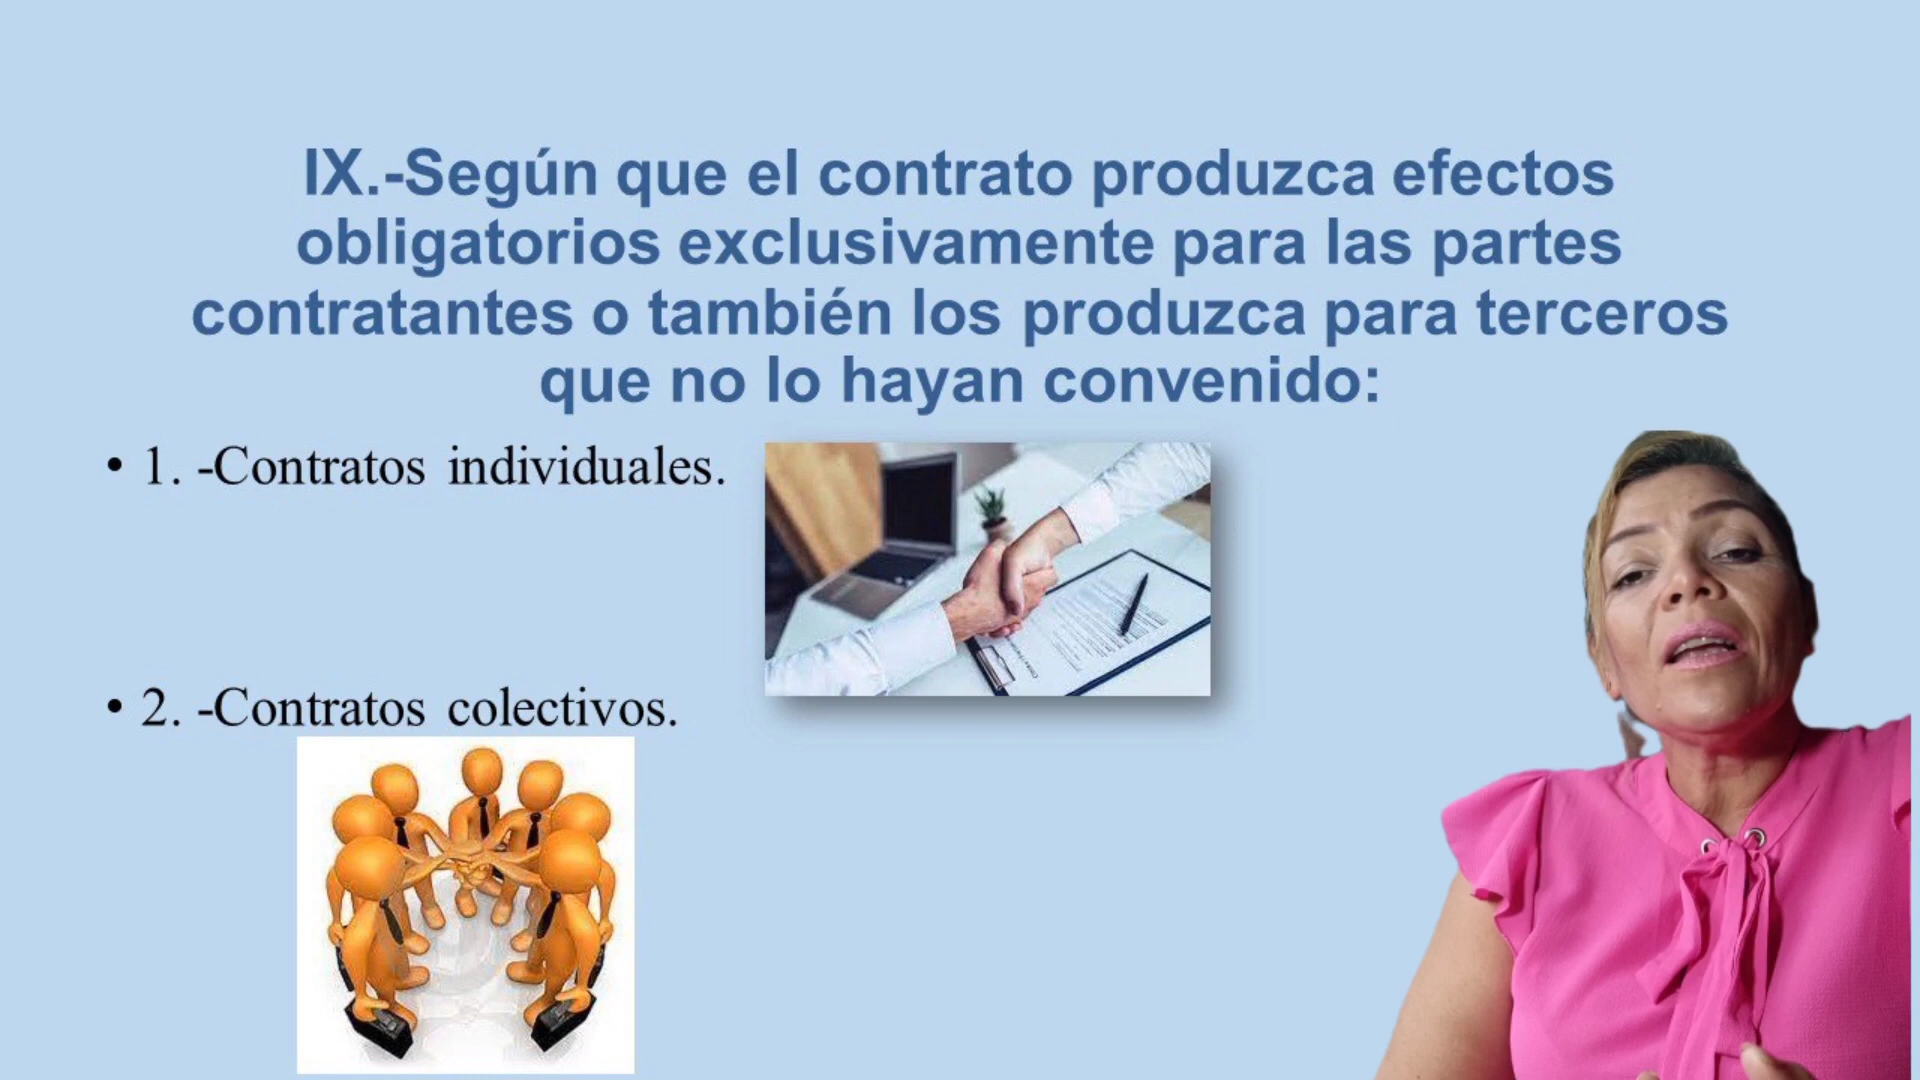 IX.-Según que el contrato produzca efectos
obligatorios exclusivamente para las partes
contratantes o también los produzca para terceros
que no lo hayan convenido:
• 1. -Contratos individuales.
• 2. -Contratos colectivos.